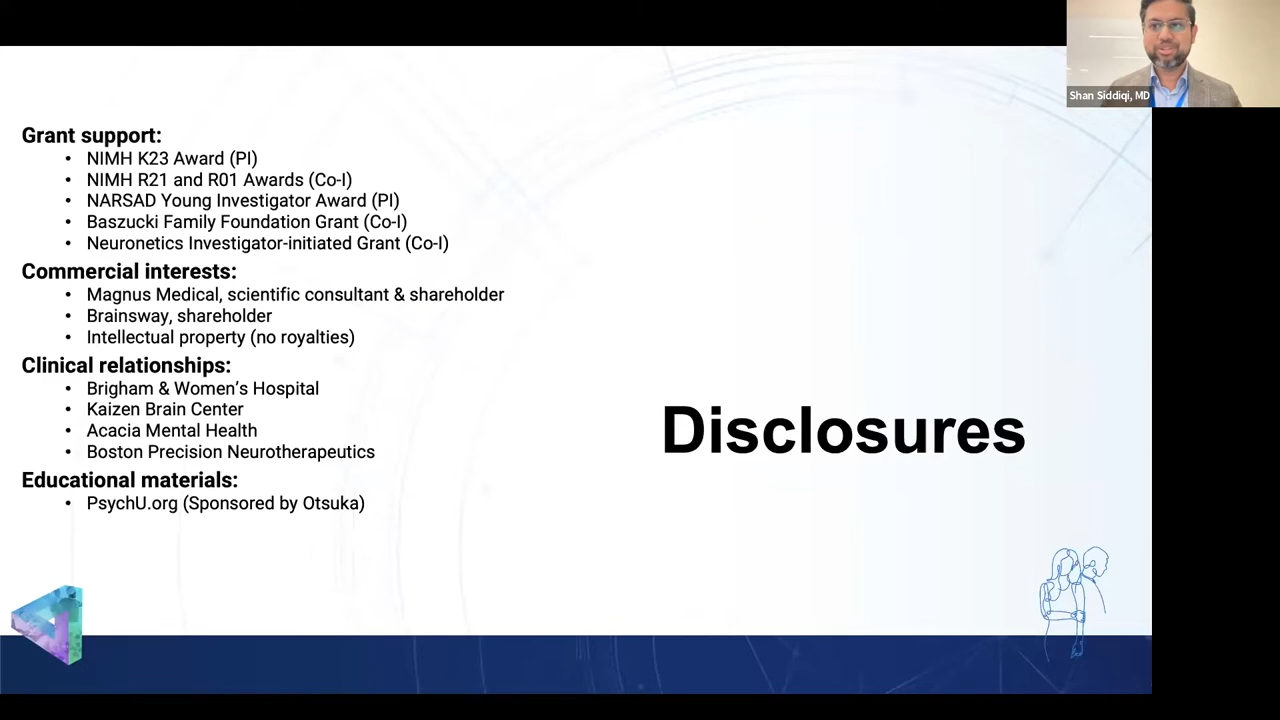 Shan Siddiqi, MD
Grant support:
• NIMH K23 Award (PI)
• NIMH R21 and R01 Awards (Co-I)
• NARSAD Young Investigator Award (PI)
• Baszucki Family Foundation Grant (Co-I)
• Neuronetics Investigator-initiated Grant (Co-I)
Commercial interests:
• Magnus Medical, scientific consultant & shareholder
• Brainsway, shareholder
• Intellectual property (no royalties)
Clinical relationships:
• Brigham & Women’s Hospital
• Kaizen Brain Center
• Acacia Mental Health
• Boston Precision Neurotherapeutics
Educational materials:
• PsychU.org (Sponsored by Otsuka)
Disclosures